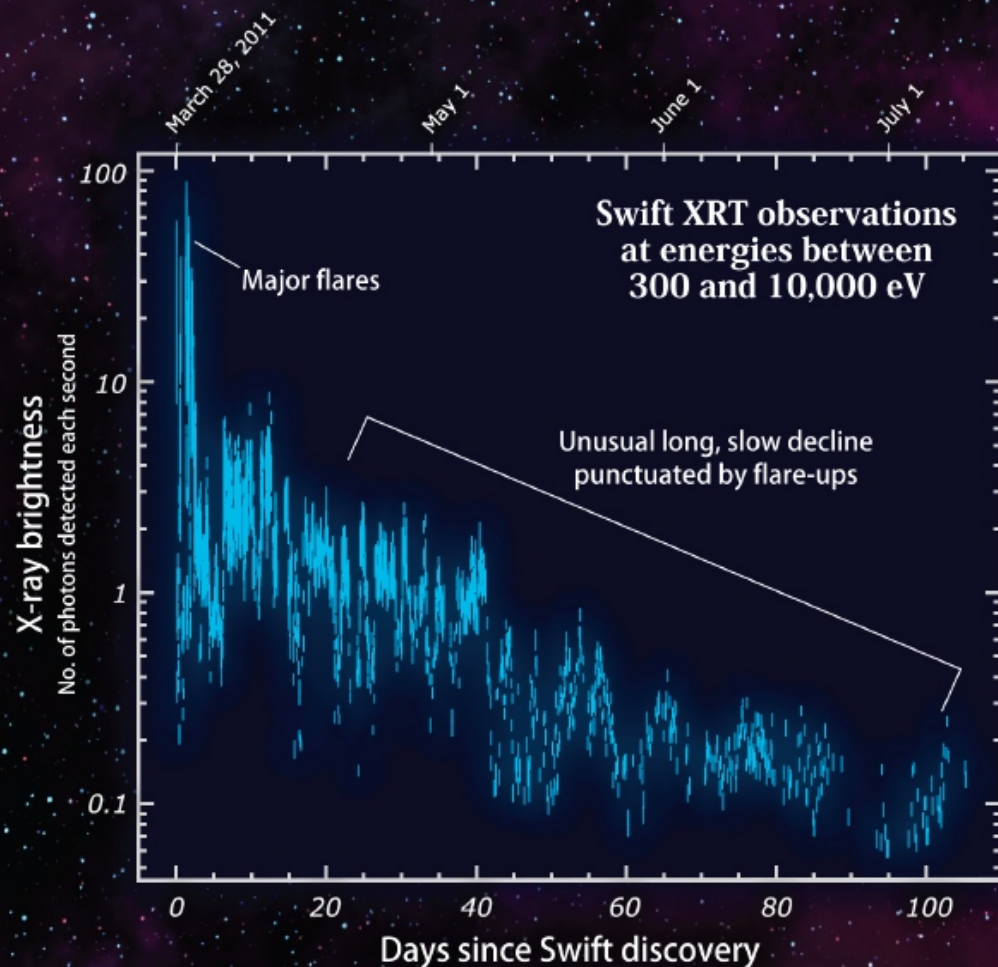 March 28, 2011
May 1
June 1
July 1
100
10
1
0.1
X-ray brightness
No. of photons detected each second
Swift XRT observations
at energies between
300 and 10,000 eV
Major flares
Unusual long, slow decline
punctuated by flare-ups
0
20
40
60
80
100
Days since Swift discovery